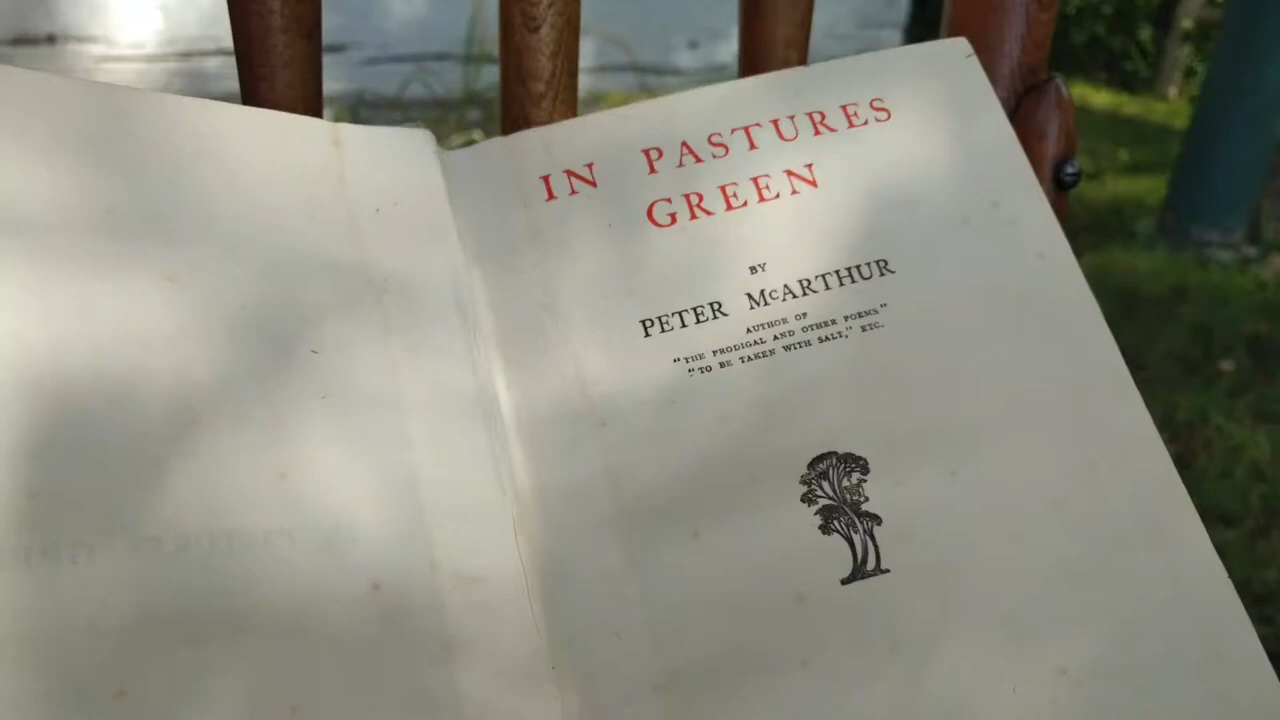 IN PASTURES
GREEN
BY
PETER McARTHUR
AUTHOR OF
"THE PRODIGAL AND OTHER POEMS"
"TO BE TAKEN WITH SALT," ETC.